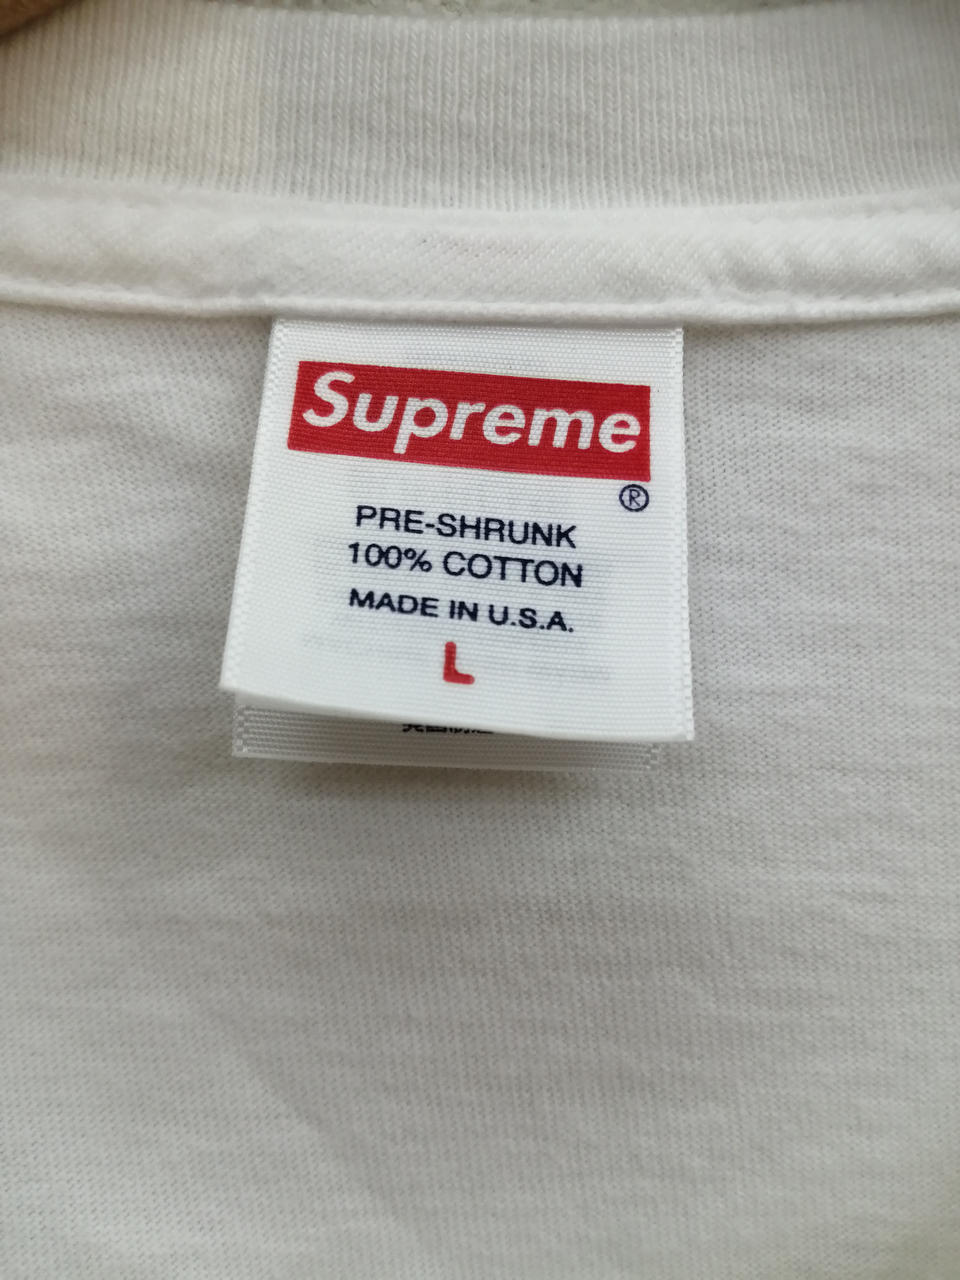 Supreme
®
PRE-SHRUNK
100% COTTON
MADE IN U.S.A.
L